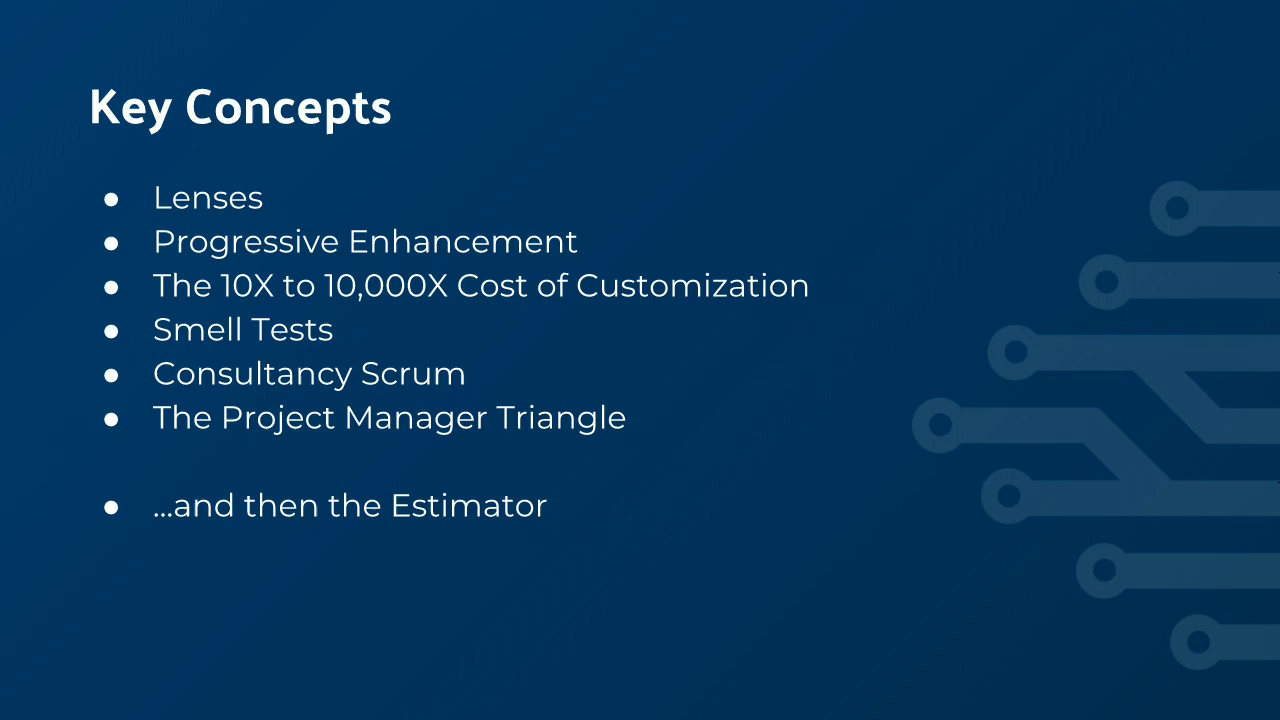 Key Concepts
● Lenses
● Progressive Enhancement
● The 10X to 10,000X Cost of Customization
● Smell Tests
● Consultancy Scrum
● The Project Manager Triangle
● ...and then the Estimator